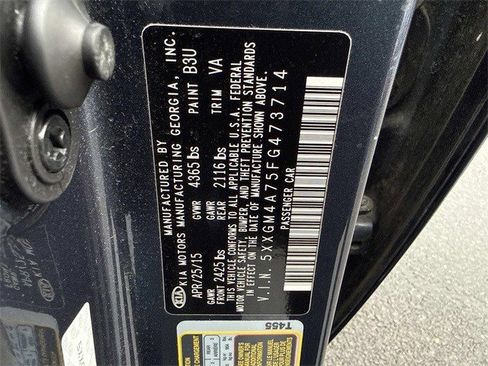 MANUFACTURED BY
KIA MOTORS MANUFACTURING GEORGIA, INC.
APR/25/15 GVWR 4365 lbs PAINT B3U
GAWR FRONT 2425 lbs GAWR REAR 2116 lbs TRIM VA
THIS VEHICLE CONFORMS TO ALL APPLICABLE U.S.A. FEDERAL
MOTOR VEHICLE SAFETY, BUMPER, AND THEFT PREVENTION STANDARDS
IN EFFECT ON THE DATE OF MANUFACTURE SHOWN ABOVE.
V.I.N. 5XXGM4A75FG473714
PASSENGER CAR
T455